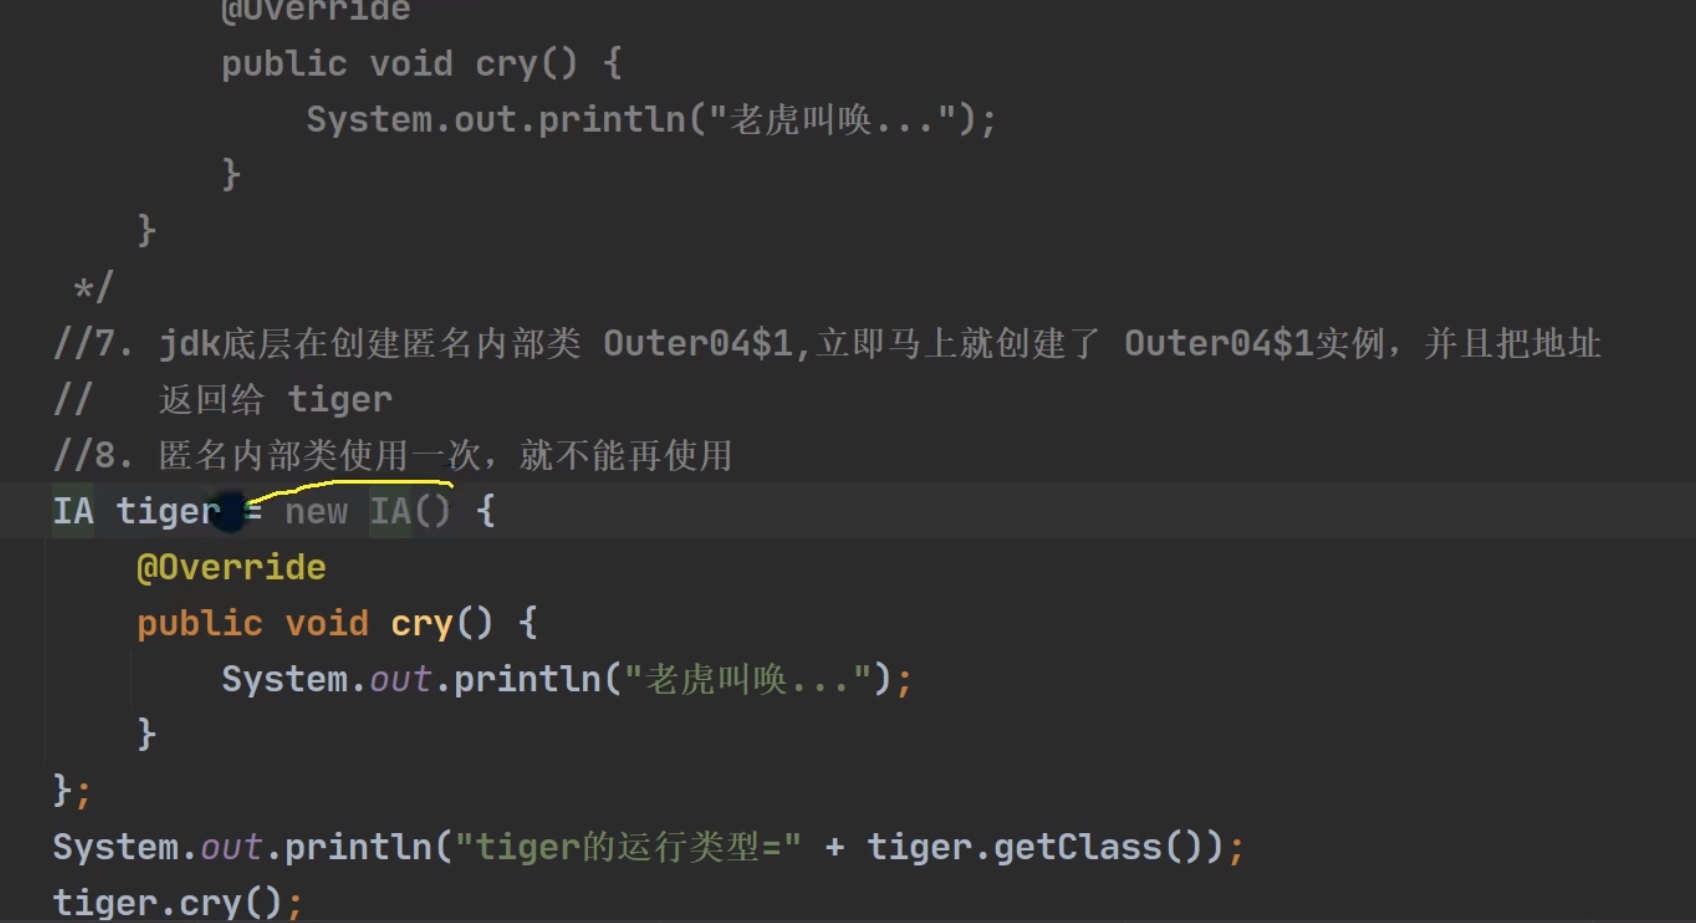 @Override
public void cry() {
System.out.println("老虎叫唤...");
}
}
*/
//7. jdk底层在创建匿名内部类 Outer04$1,立即马上就创建了 Outer04$1实例，并且把地址
//   返回给 tiger
//8. 匿名内部类使用一次，就不能再使用
IA tiger = new IA() {
@Override
public void cry() {
System.out.println("老虎叫唤...");
}
};
System.out.println("tiger的运行类型=" + tiger.getClass());
tiger.cry();